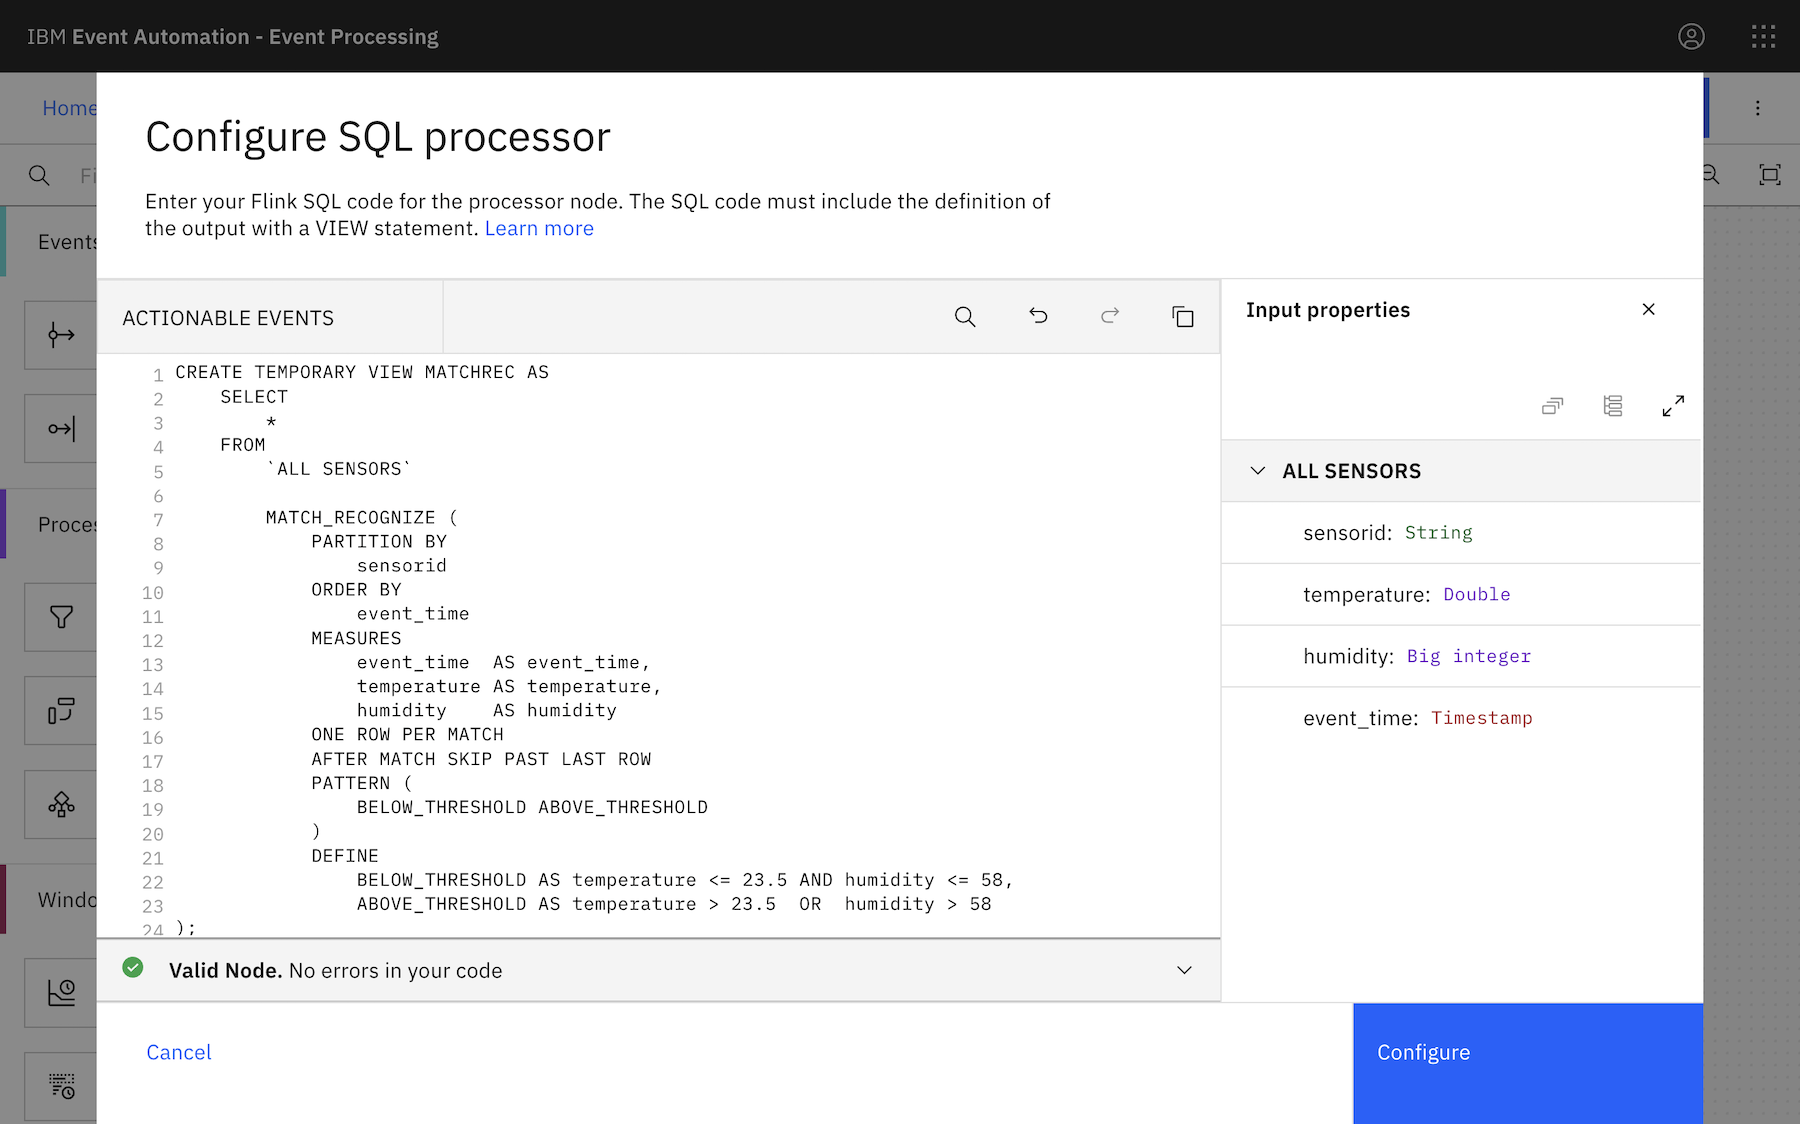 IBM Event Automation - Event Processing
Home
Configure SQL processor
Enter your Flink SQL code for the processor node. The SQL code must include the definition of
the output with a VIEW statement. Learn more
Events
Proces
Windo
ACTIONABLE EVENTS
1 CREATE TEMPORARY VIEW MATCHREC AS
2     SELECT
3         *
4     FROM
5         `ALL SENSORS`
6
7         MATCH_RECOGNIZE (
8             PARTITION BY
9                 sensorid
10             ORDER BY
11                 event_time
12             MEASURES
13                 event_time  AS event_time,
14                 temperature AS temperature,
15                 humidity    AS humidity
16             ONE ROW PER MATCH
17             AFTER MATCH SKIP PAST LAST ROW
18             PATTERN (
19                 BELOW_THRESHOLD ABOVE_THRESHOLD
20             )
21             DEFINE
22                 BELOW_THRESHOLD AS temperature <= 23.5 AND humidity <= 58,
23                 ABOVE_THRESHOLD AS temperature > 23.5  OR  humidity > 58
24 );
Valid Node. No errors in your code
Input properties
ALL SENSORS
sensorid: String
temperature: Double
humidity: Big integer
event_time: Timestamp
Cancel
Configure